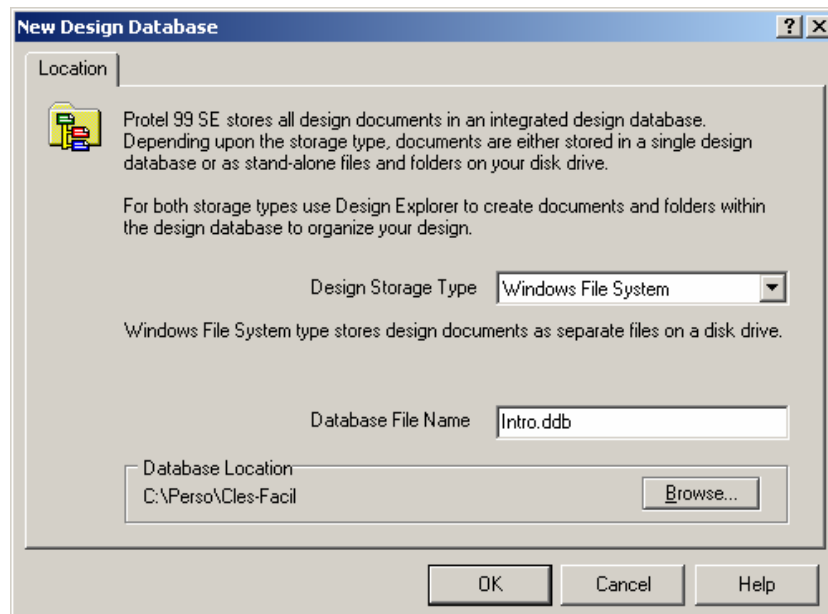 New Design Database
Location
Protel 99 SE stores all design documents in an integrated design database.
Depending upon the storage type, documents are either stored in a single design
database or as stand-alone files and folders on your disk drive.
For both storage types use Design Explorer to create documents and folders within
the design database to organize your design.
Design Storage Type Windows File System
Windows File System type stores design documents as separate files on a disk drive.
Database File Name Intro.ddb
Database Location
C:\Perso\Cles-Facil Browse...
OK Cancel Help